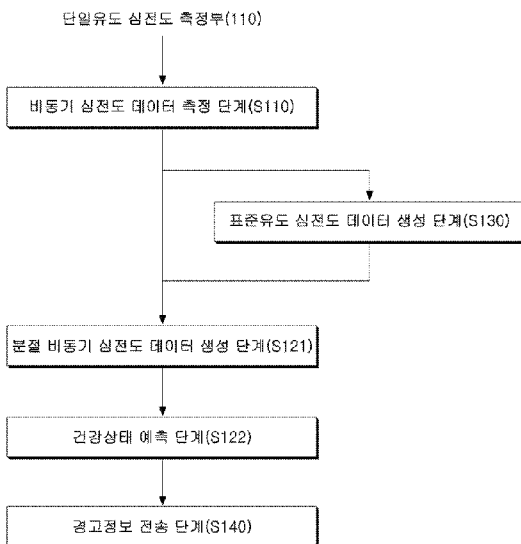 단일유도 심전도 측정부(110)
비동기 심전도 데이터 측정 단계(S110)
표준유도 심전도 데이터 생성 단계(S130)
분절 비동기 심전도 데이터 생성 단계(S121)
건강상태 예측 단계(S122)
경고정보 전송 단계(S140)